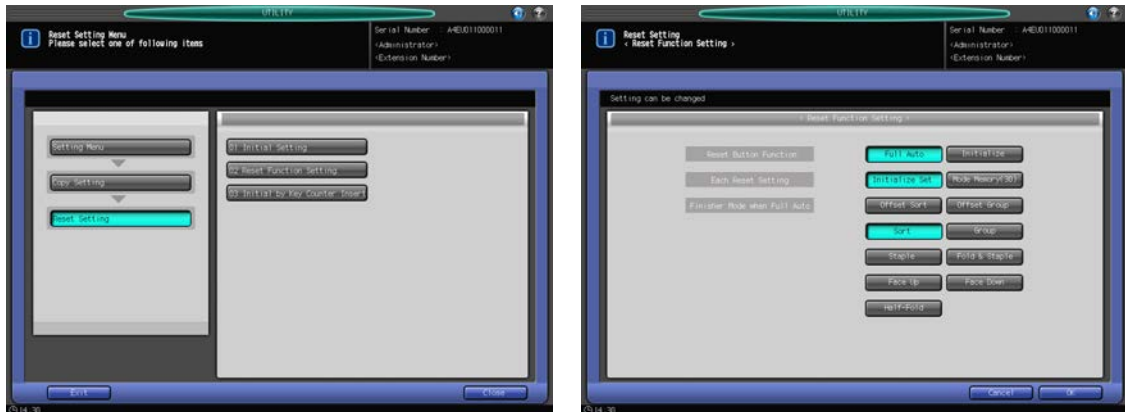 UTILITY
Reset Setting Menu
Please select one of following items
Serial Number : A4EU011000011
<Administrator>
<Extension Number>
Setting Menu
Copy Setting
Reset Setting
01 Initial Setting
02 Reset Function Setting
03 Initial by Key Counter Insert
Exit
Close
14:30
UTILITY
Reset Setting
< Reset Function Setting >
Serial Number : A4EU011000011
<Administrator>
<Extension Number>
Setting can be changed
< Reset Function Setting >
Reset Button Function
Full Auto
Initialize
Each Reset Setting
Initialize Set
Mode Memory(30)
Finisher Mode when Full Auto
Offset Sort
Offset Group
Sort
Group
Staple
Fold & Staple
Face Up
Face Down
Half-Fold
Cancel
OK
14:30